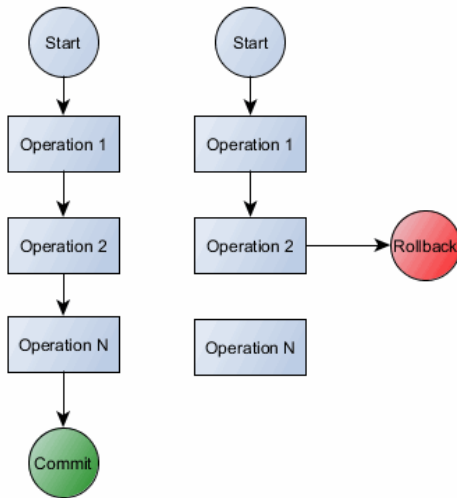 Start
Operation 1
Operation 2
Operation N
Commit
Start
Operation 1
Operation 2
Rollback
Operation N